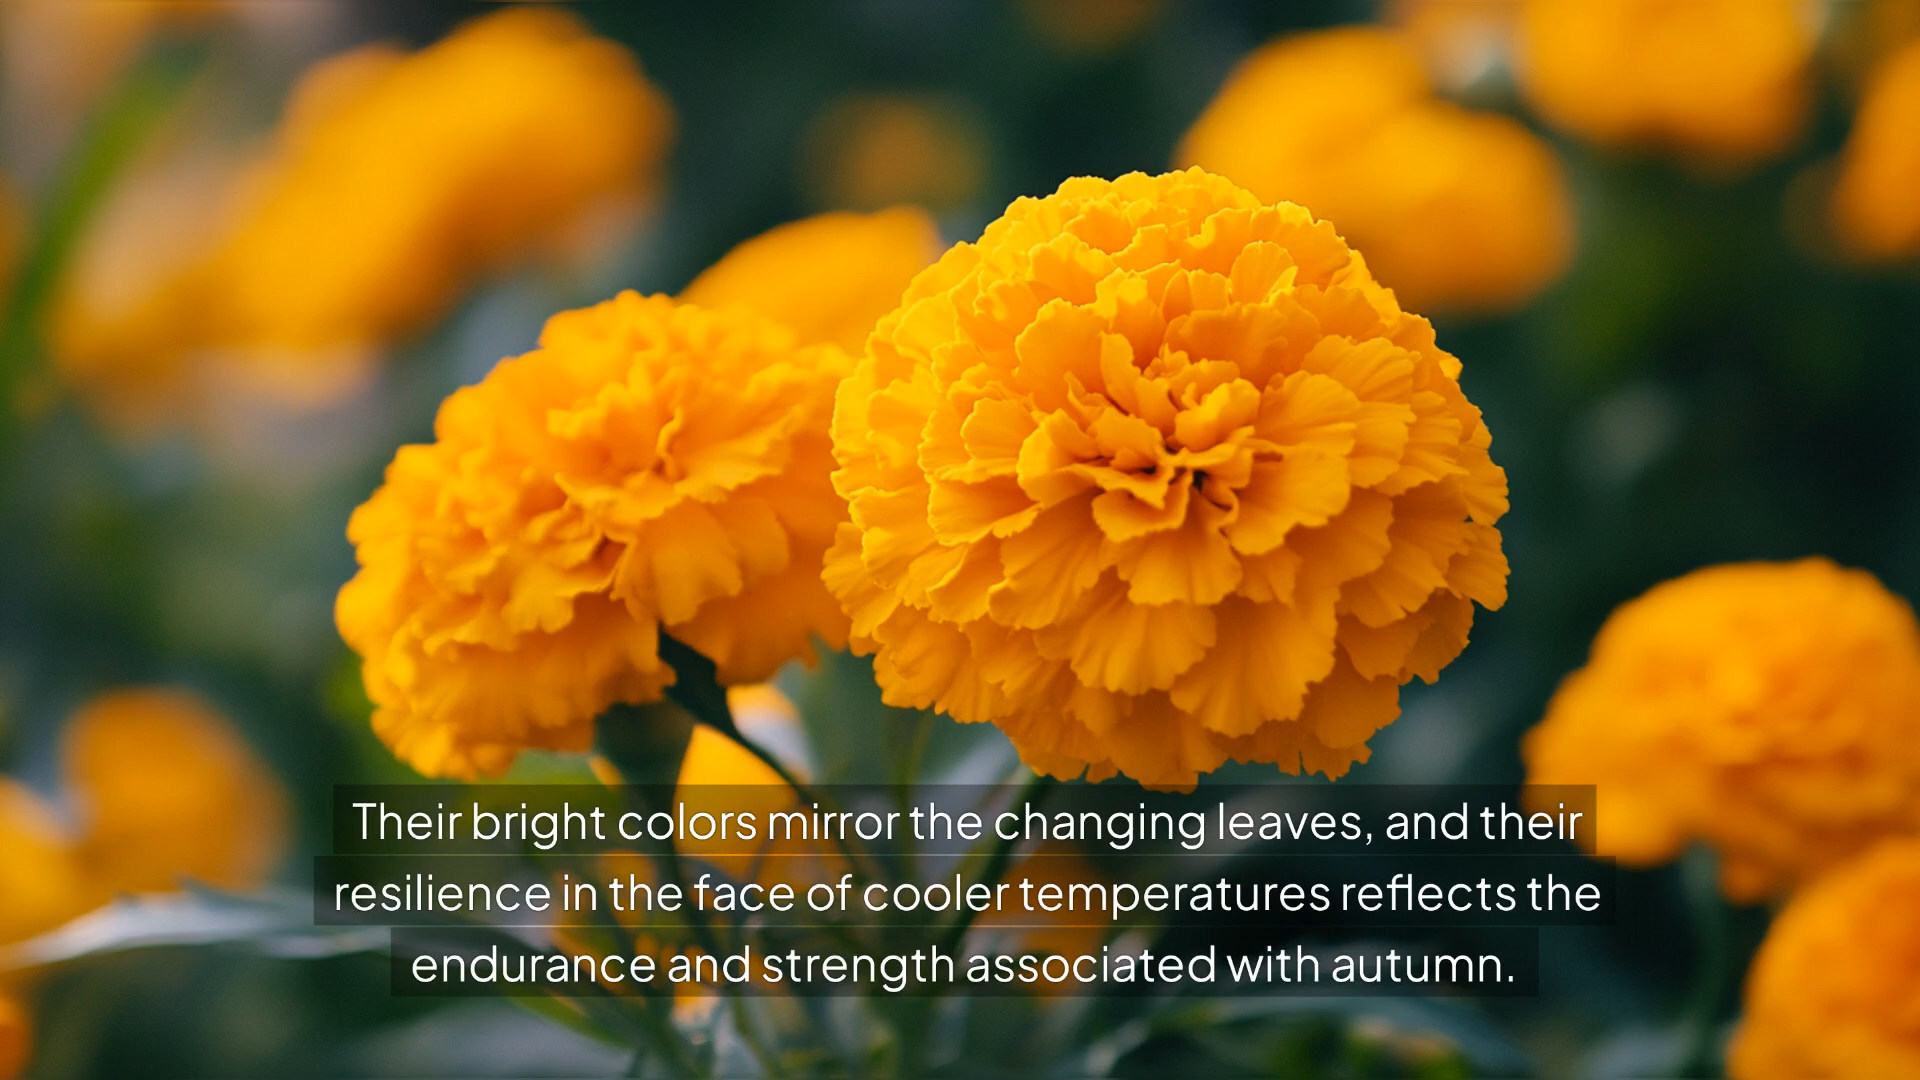 Their bright colors mirror the changing leaves, and their
resilience in the face of cooler temperatures reflects the
endurance and strength associated with autumn.